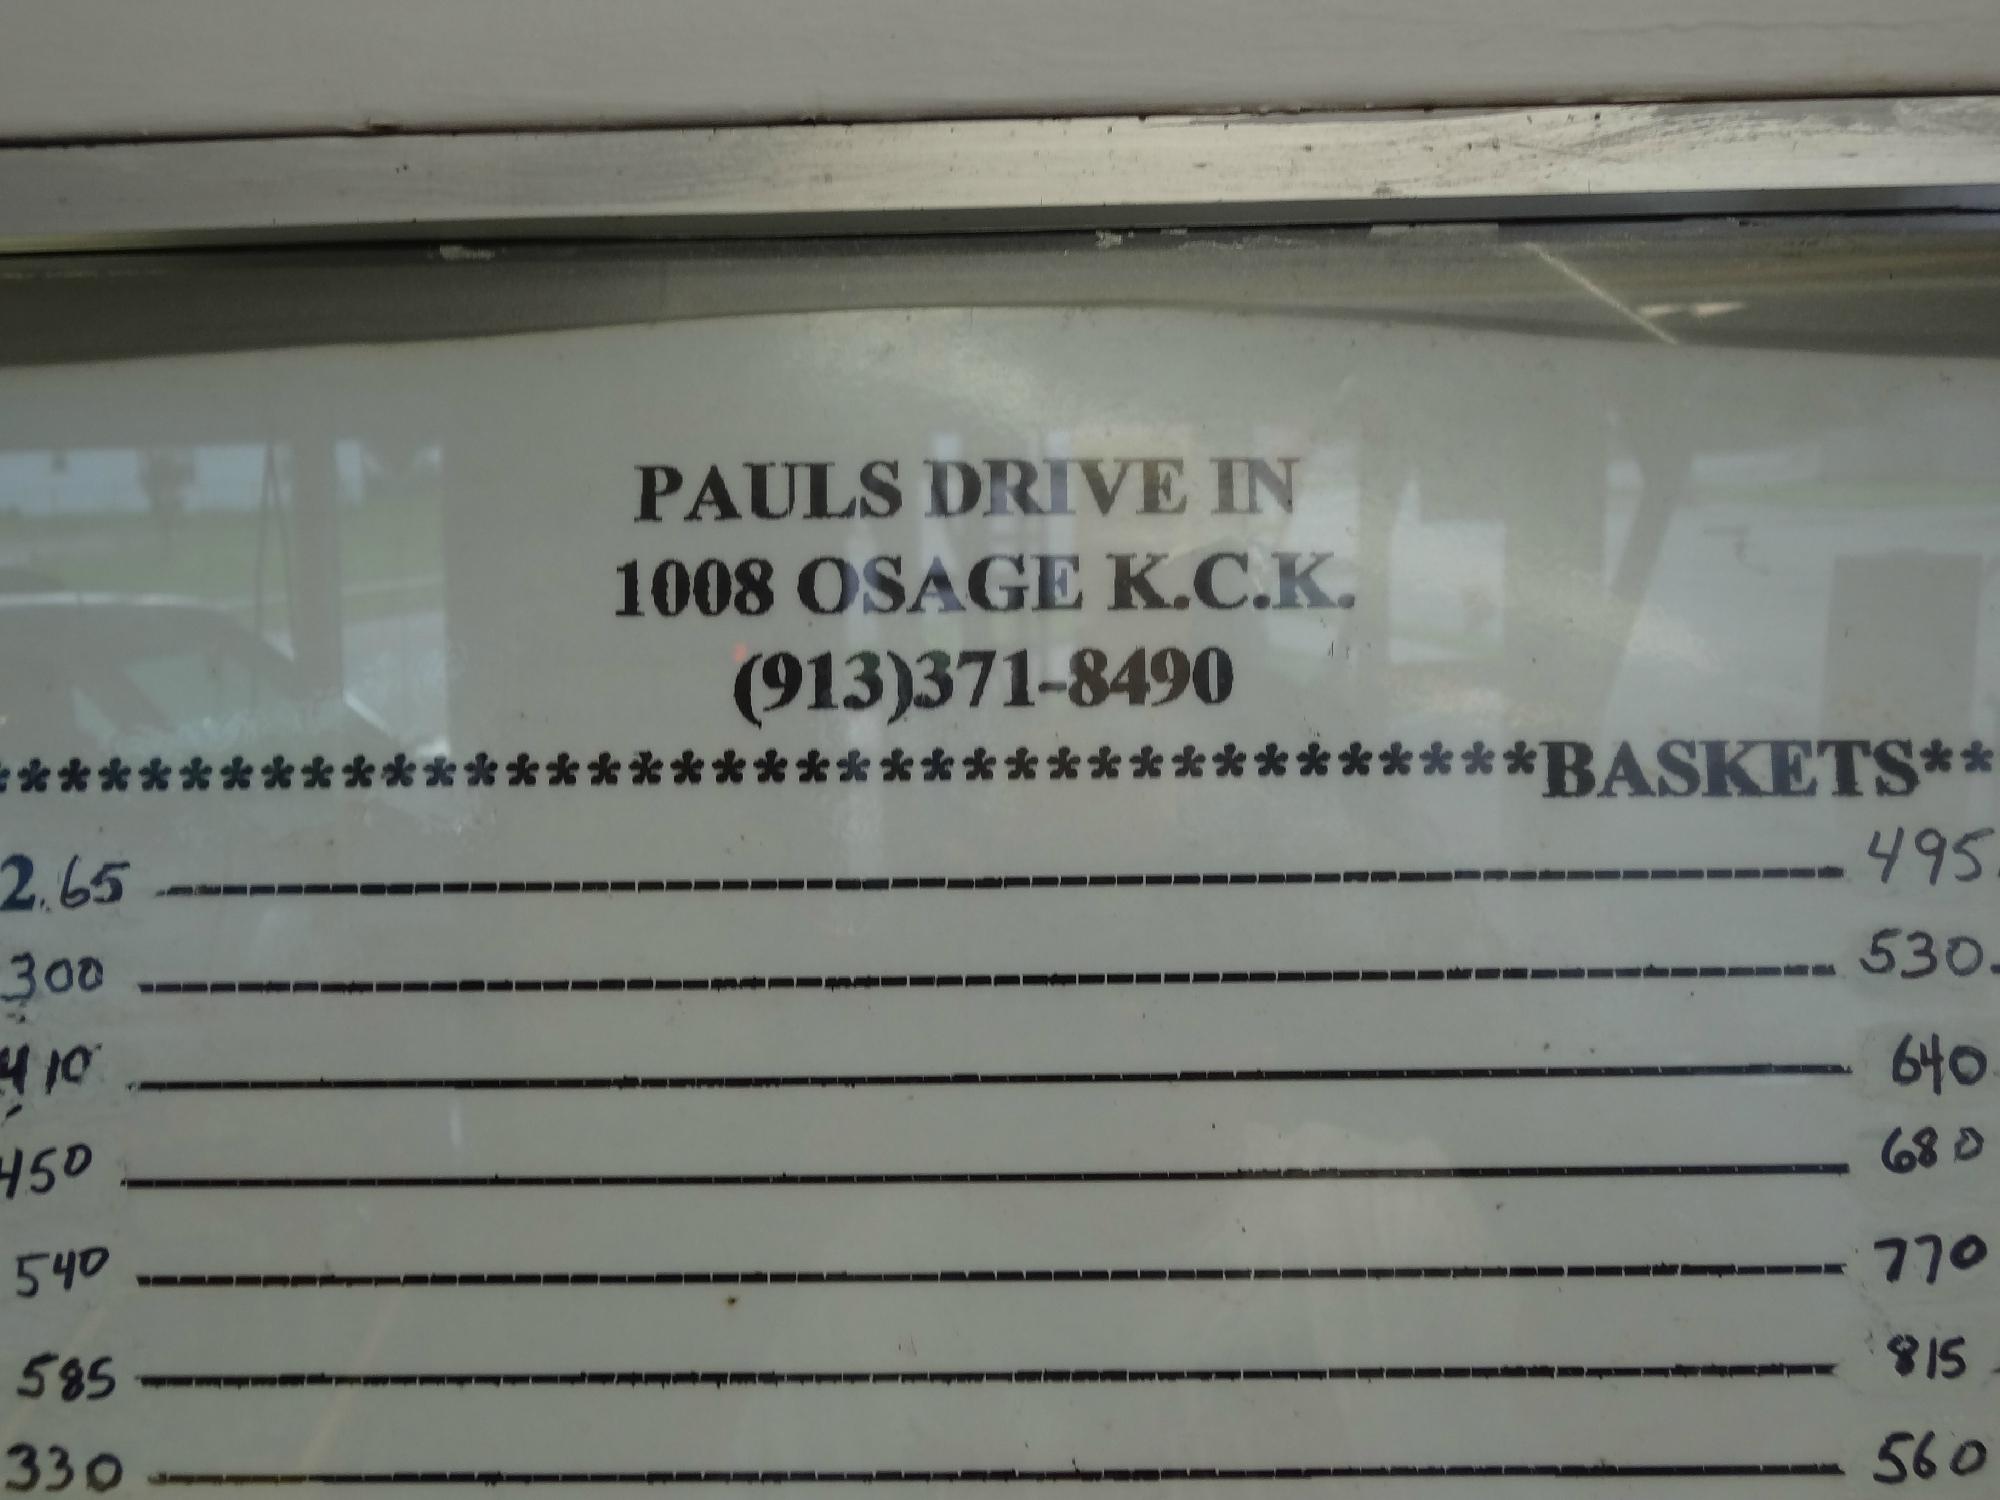 PAULS DRIVE IN
1008 OSAGE K.C.K.
(913)371-8490
**************************************BASKETS**
2.65 ---------------------------------------- 495
300 ---------------------------------------- 530
410 ---------------------------------------- 640
450 ---------------------------------------- 680
540 ---------------------------------------- 770
585 ---------------------------------------- 815
330 ---------------------------------------- 560